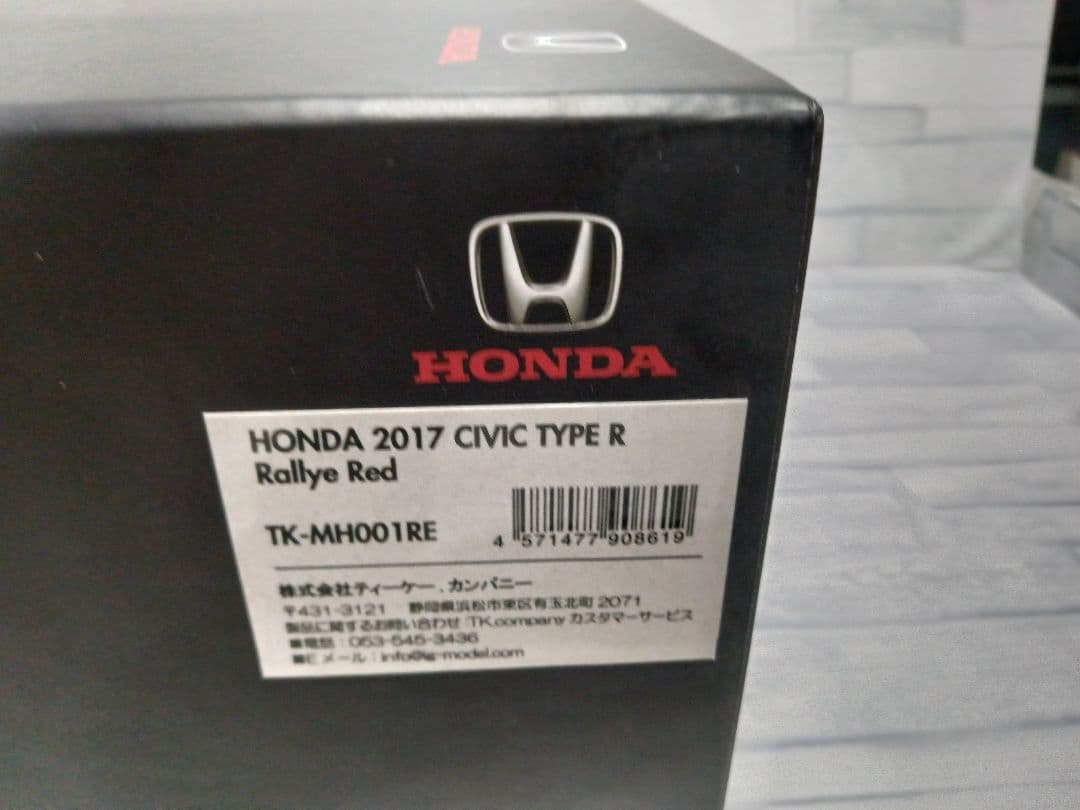 HONDA
HONDA
HONDA 2017 CIVIC TYPE R
Rallye Red
TK-MH001RE
4 571477 908619
株式会社ティーケー．カンパニー
〒431-3121 静岡県浜松市東区有玉北町 2071
製品に関するお問い合わせ：TK.company カスタマーサービス
■電話：053-545-3436
■Eメール：info@ig-model.com